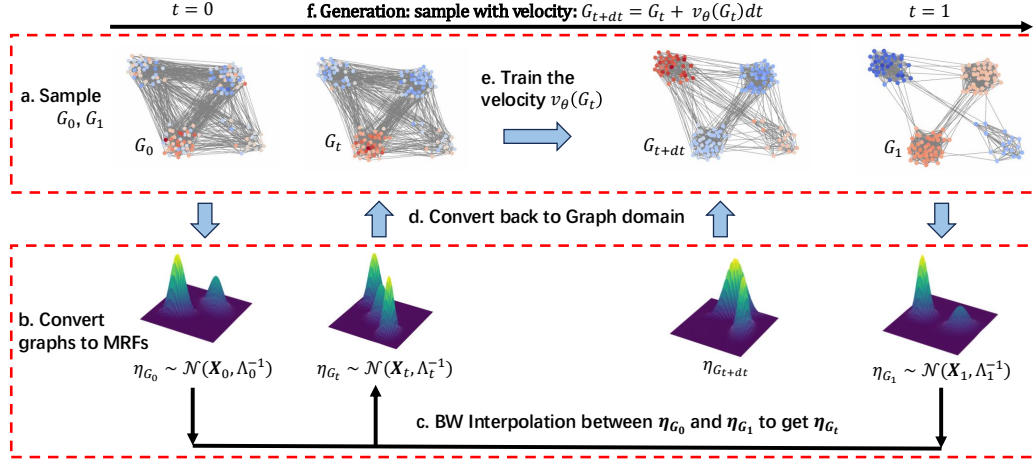 t = 0
f. Generation: sample with velocity: G_{t+dt} = G_t + v_θ(G_t)dt
t = 1
a. Sample
G_0, G_1
e. Train the
velocity v_θ(G_t)
G_0
G_t
G_{t+dt}
G_1
d. Convert back to Graph domain
b. Convert
graphs to MRFs
η_{G_0} ~ 𝒩(X_0, Λ_0^{-1})
η_{G_t} ~ 𝒩(X_t, Λ_t^{-1})
η_{G_{t+dt}}
η_{G_1} ~ 𝒩(X_1, Λ_1^{-1})
c. BW Interpolation between η_{G_0} and η_{G_1} to get η_{G_t}